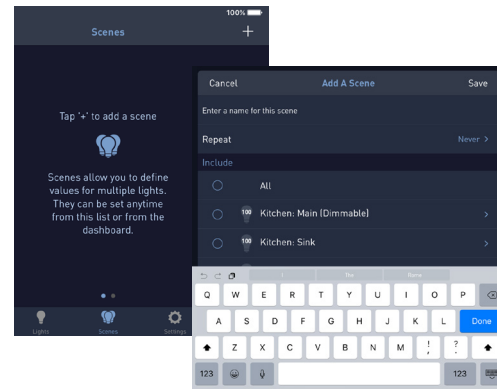 100%
Scenes
+
Tap '+' to add a scene
Scenes allow you to define
values for multiple lights.
They can be set anytime
from this list or from the
dashboard.
Lights
Scenes
Settings
Cancel
Add A Scene
Save
Enter a name for this scene
Repeat
Never >
Include
All
100 Kitchen: Main (Dimmable) >
100 Kitchen: Sink >
I
The
Q W E R T Y U I O P
A S D F G H J K L Done
Z X C V B N M ! , ? .
123
123